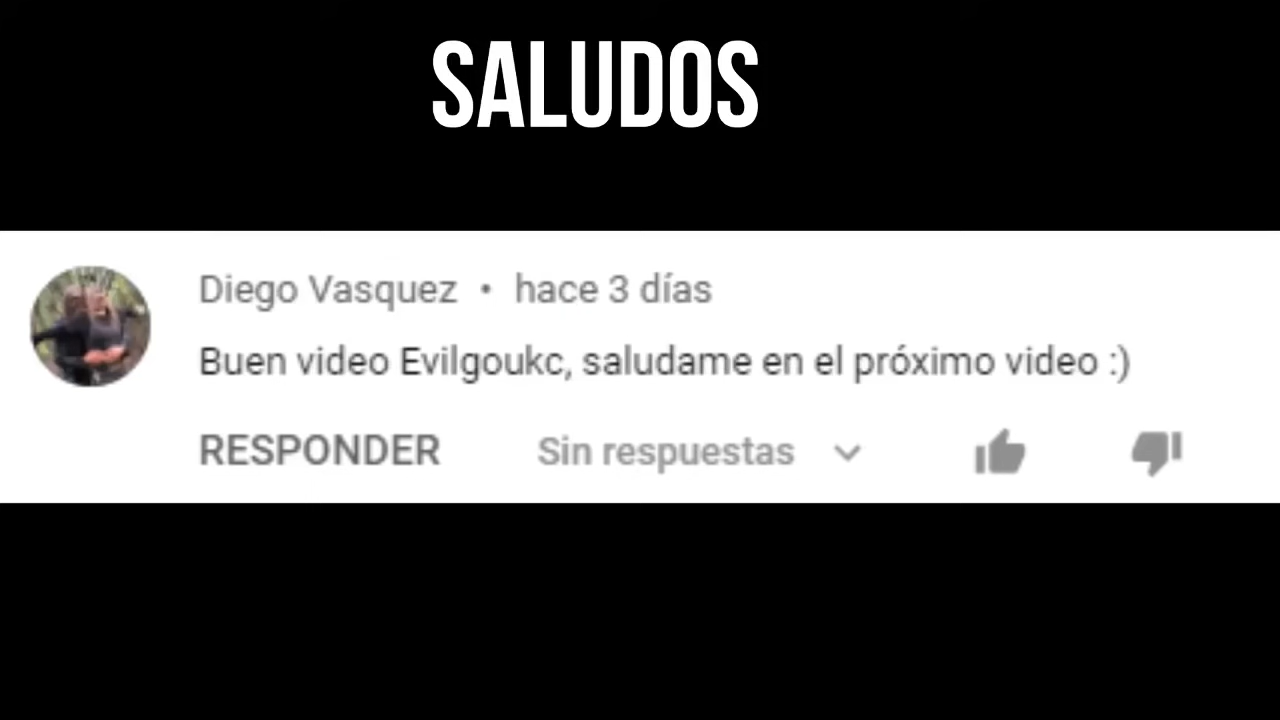 SALUDOS
Diego Vasquez • hace 3 días
Buen video Evilgoukc, saludame en el próximo video :)
RESPONDER Sin respuestas